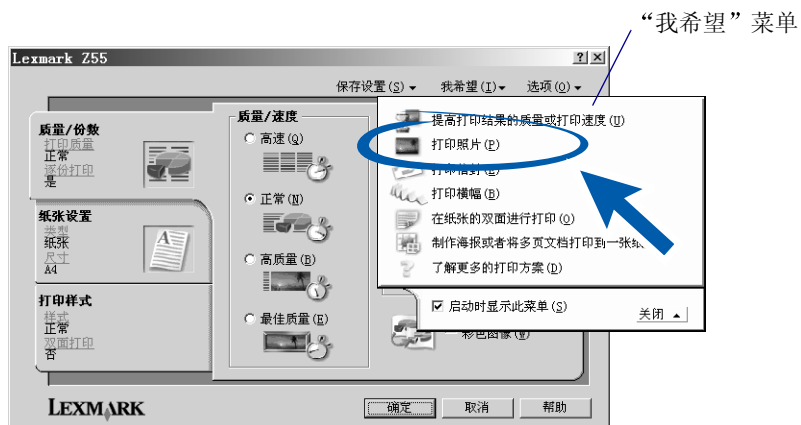 “我希望”菜单
Lexmark Z55
保存设置(S) 我希望(I) 选项(O)
质量/份数
打印质量
正常
逐份打印
是
纸张设置
类型
纸张
尺寸
A4
打印样式
样式
正常
双面打印
否
质量/速度
高速(Q)
正常(N)
高质量(B)
最佳质量(E)
提高打印结果的质量或打印速度(U)
打印照片(P)
打印信封(E)
打印横幅(B)
在纸张的双面进行打印(O)
制作海报或者将多页文档打印到一张纸
了解更多的打印方案(D)
启动时显示此菜单(S)
关闭
彩色图像(W)
LEXMARK
确定 取消 帮助